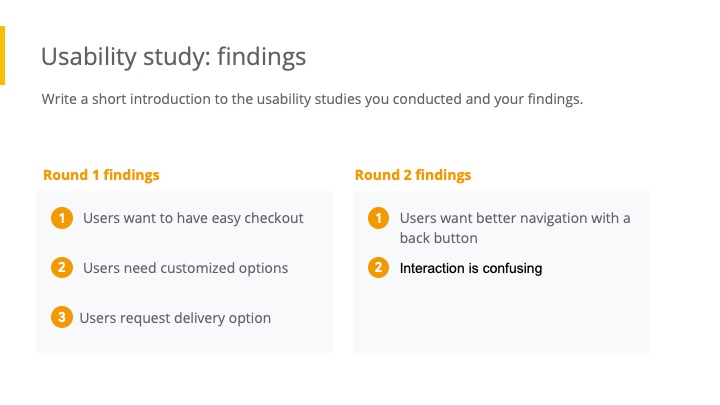 Usability study: findings
Write a short introduction to the usability studies you conducted and your findings.
Round 1 findings
1 Users want to have easy checkout
2 Users need customized options
3 Users request delivery option
Round 2 findings
1 Users want better navigation with a
back button
2 Interaction is confusing